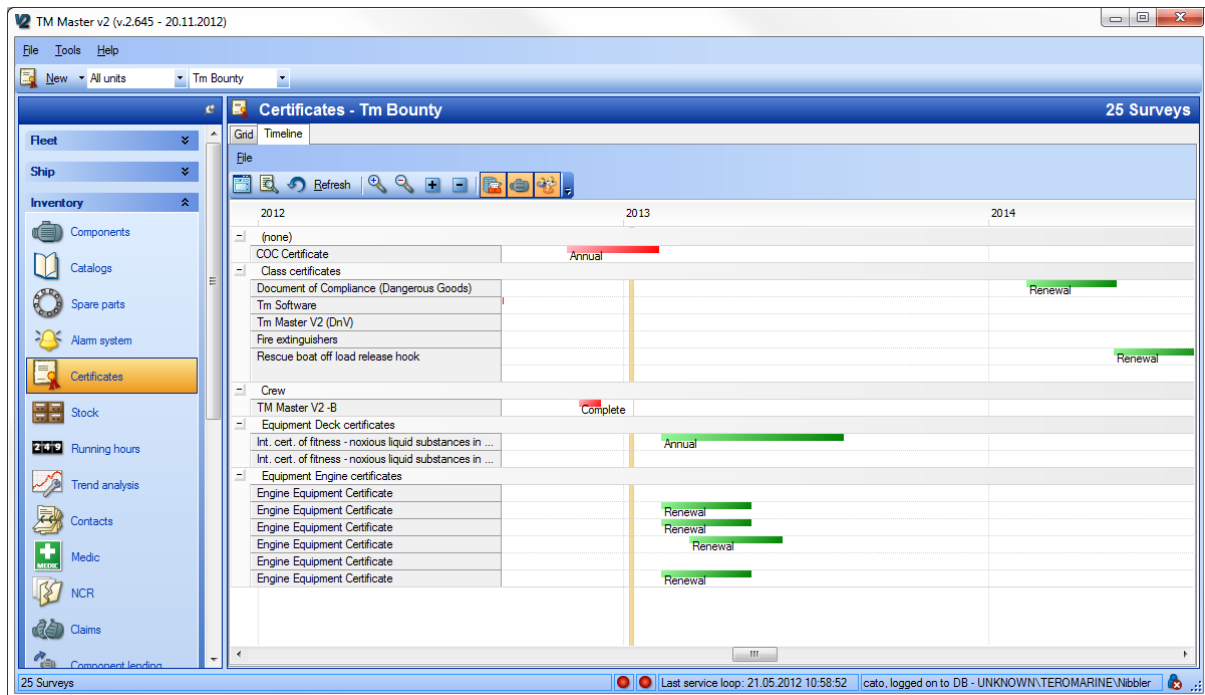 TM Master v2 (v.2.645 - 20.11.2012)
File Tools Help
New All units Tm Bounty
Certificates - Tm Bounty 25 Surveys
Fleet
Ship
Inventory
Components
Catalogs
Spare parts
Alarm system
Certificates
Stock
249 Running hours
Trend analysis
Contacts
MEDIC Medic
NCR
Claims
Component lending
Grid Timeline
File
Refresh
2012 2013 2014
(none)
COC Certificate Annual
Class certificates
Document of Compliance (Dangerous Goods) Renewal
Tm Software
Tm Master V2 (DnV)
Fire extinguishers
Rescue boat off load release hook Renewal
Crew
TM Master V2 -B Complete
Equipment Deck certificates
Int. cert. of fitness - noxious liquid substances in ... Annual
Int. cert. of fitness - noxious liquid substances in ...
Equipment Engine certificates
Engine Equipment Certificate
Engine Equipment Certificate Renewal
Engine Equipment Certificate Renewal
Engine Equipment Certificate Renewal
Engine Equipment Certificate
Engine Equipment Certificate Renewal
25 Surveys Last service loop: 21.05.2012 10:58:52 cato, logged on to DB - UNKNOWN\TEROMARINE\Nibbler